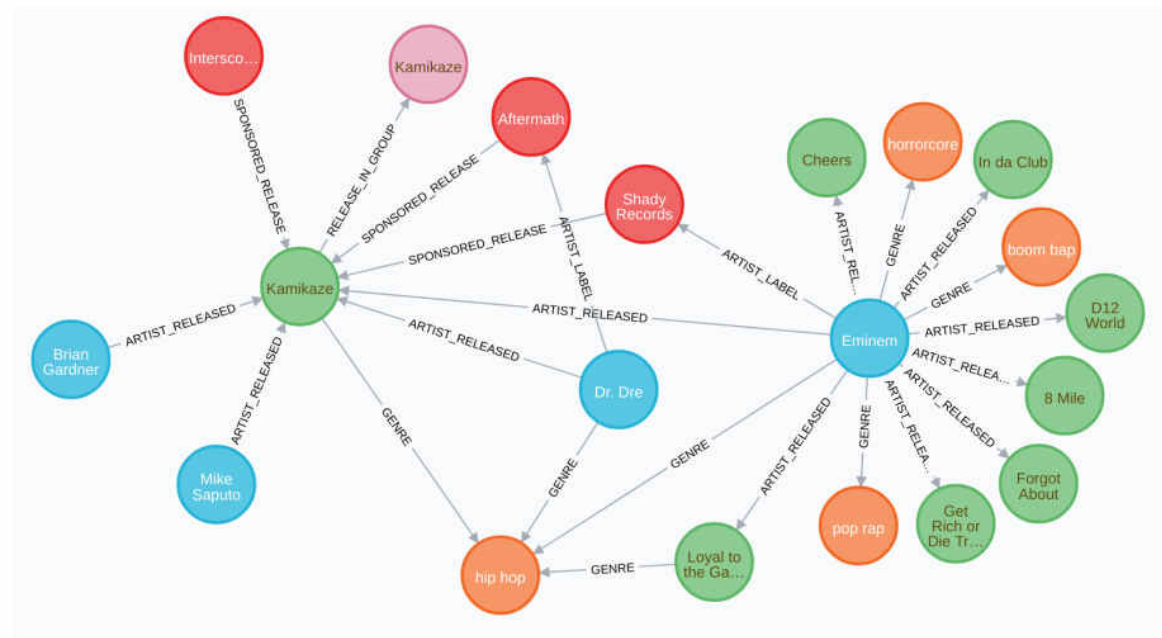 Intersco…
Kamikaze
Aftermath
Cheers
horrorcore
In da Club
Shady
Records
boom bap
D12
World
Kamikaze
Eminem
Brian
Gardner
Dr. Dre
8 Mile
Mike
Saputo
Forgot
About
pop rap
Get
Rich or
Die Tr…
hip hop
Loyal to
the Ga…
SPONSORED_RELEASE
RELEASE_IN_GROUP
SPONSORED_RELEASE
SPONSORED_RELEASE
ARTIST_LABEL
ARTIST_LABEL
ARTIST_REL…
GENRE
ARTIST_RELEASED
GENRE
ARTIST_RELEASED
ARTIST_RELEA…
ARTIST_RELEASED
ARTIST_RELEA…
GENRE
ARTIST_RELEASED
GENRE
ARTIST_RELEASED
ARTIST_RELEASED
ARTIST_RELEASED
ARTIST_RELEASED
GENRE
GENRE
GENRE